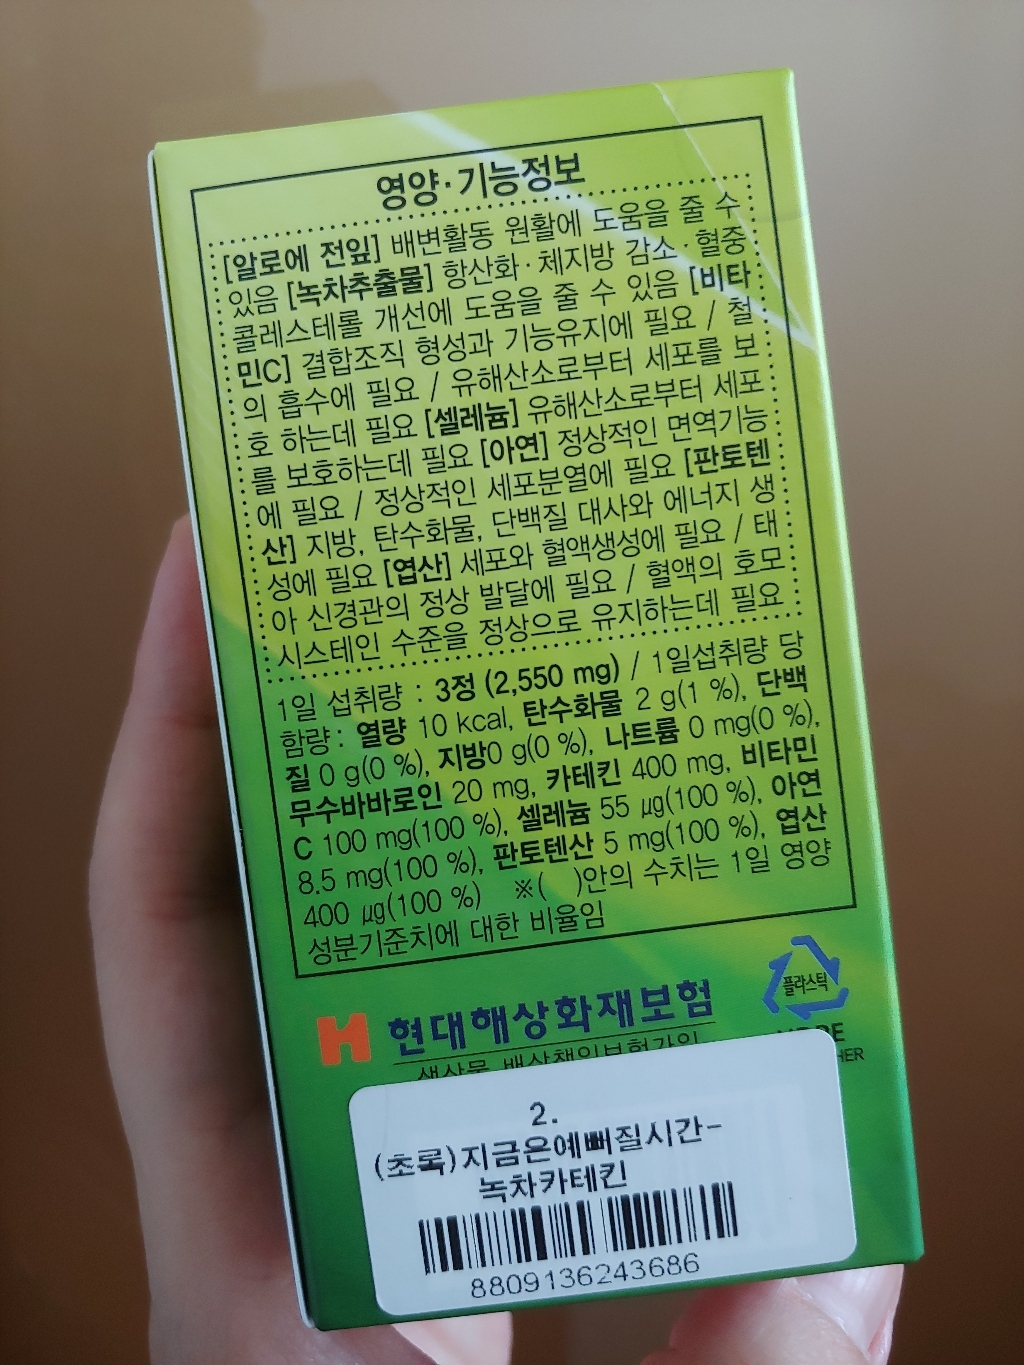 영양·기능정보
[알로에 전잎] 배변활동 원활에 도움을 줄 수
있음 [녹차추출물] 항산화·체지방 감소·혈중
콜레스테롤 개선에 도움을 줄 수 있음 [비타
민C] 결합조직 형성과 기능유지에 필요 / 철
의 흡수에 필요 / 유해산소로부터 세포를 보
호 하는데 필요 [셀레늄] 유해산소로부터 세포
를 보호하는데 필요 [아연] 정상적인 면역기능
에 필요 / 정상적인 세포분열에 필요 [판토텐
산] 지방, 탄수화물, 단백질 대사와 에너지 생
성에 필요 [엽산] 세포와 혈액생성에 필요 / 태
아 신경관의 정상 발달에 필요 / 혈액의 호모
시스테인 수준을 정상으로 유지하는데 필요
1일 섭취량 : 3정 (2,550 mg) / 1일섭취량 당
함량 : 열량 10 kcal, 탄수화물 2 g(1 %), 단백
질 0 g(0 %), 지방0 g(0 %), 나트륨 0 mg(0 %),
무수바바로인 20 mg, 카테킨 400 mg, 비타민
C 100 mg(100 %), 셀레늄 55 μg(100 %), 아연
8.5 mg(100 %), 판토텐산 5 mg(100 %), 엽산
400 μg(100 %) ※( )안의 수치는 1일 영양
성분기준치에 대한 비율임
플라스틱
현대해상화재보험
생산물 배상책임보험가입
2.
(초록)지금은예뻐질시간-
녹차카테킨
8809136243686